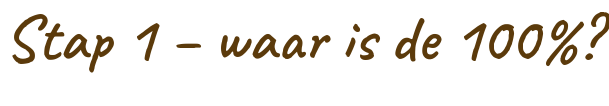 Stap 1 – waar is de 100%?